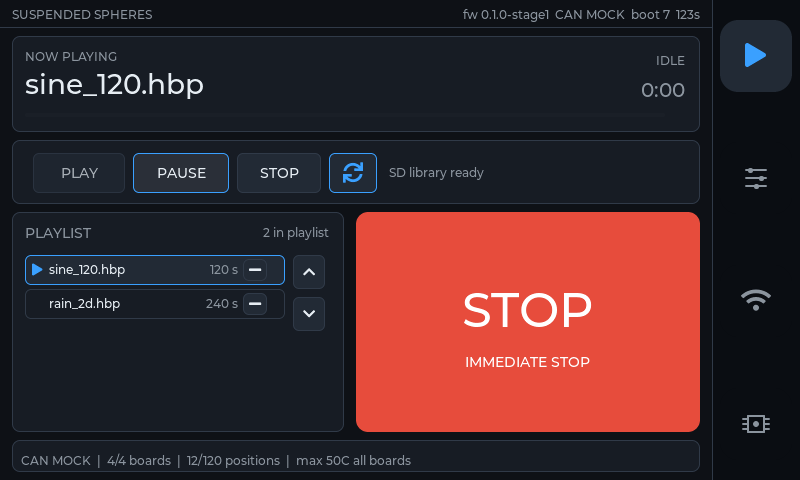 SUSPENDED SPHERES
fw 0.1.0-stage1 CAN MOCK boot 7 123s
NOW PLAYING
IDLE
sine_120.hbp
0:00
PLAY
PAUSE
STOP
SD library ready
PLAYLIST
2 in playlist
sine_120.hbp 120 s
rain_2d.hbp 240 s
STOP
IMMEDIATE STOP
CAN MOCK | 4/4 boards | 12/120 positions | max 50C all boards